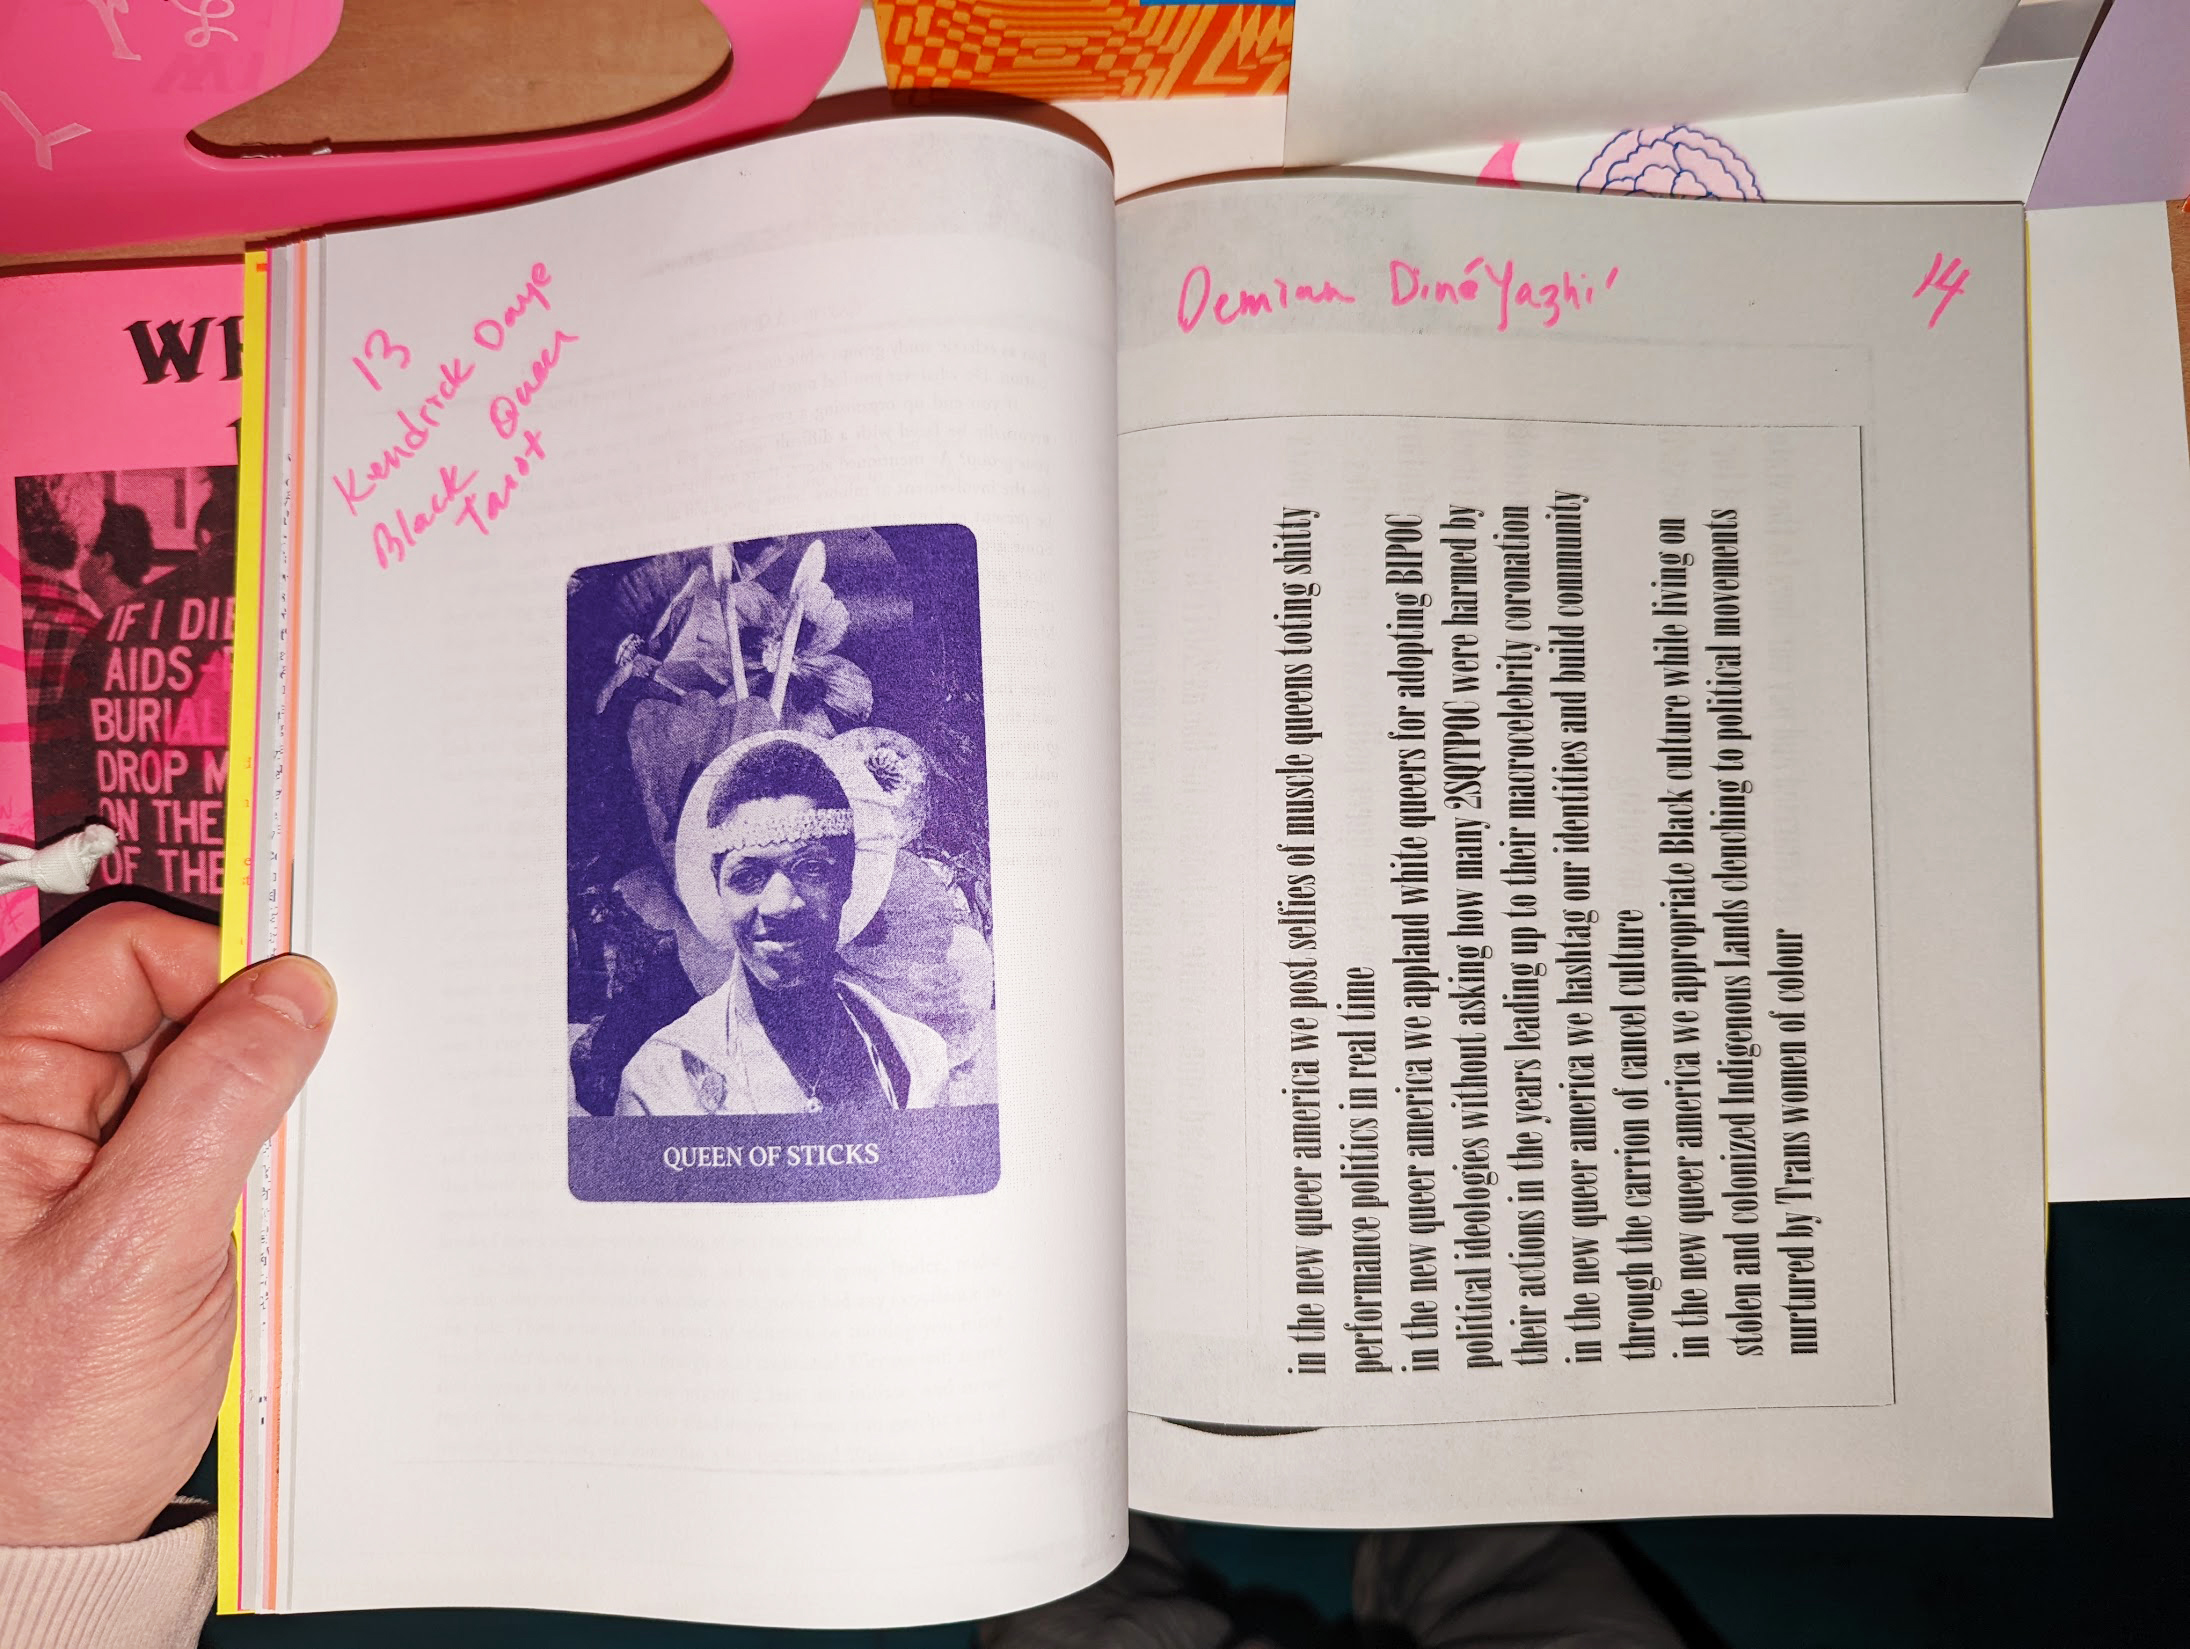 WH
IF I DIE
AIDS
BURIAL
DROP M
ON THE
OF THE
13
Kendrick Daye
Black Queer
Tarot
QUEEN OF STICKS
Demian DinéYazhi'
14
in the new queer america we post selfies of muscle queens toting shitty
performance politics in real time
in the new queer america we applaud white queers for adopting BIPOC
political ideologies without asking how many 2SQTPOC were harmed by
their actions in the years leading up to their macrocelebrity coronation
in the new queer america we hashtag our identities and build community
through the carrion of cancel culture
in the new queer america we appropriate Black culture while living on
stolen and colonized Indigenous Lands clenching to political movements
nurtured by Trans women of colour